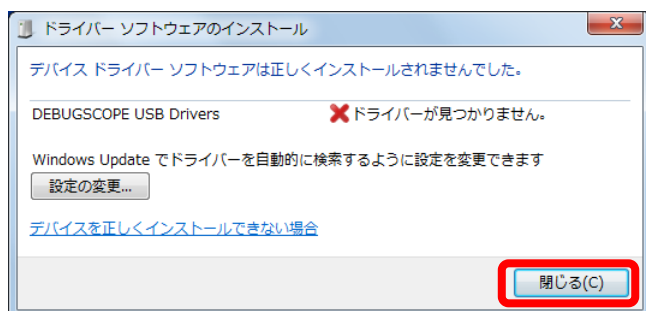 ドライバー ソフトウェアのインストール
デバイス ドライバー ソフトウェアは正しくインストールされませんでした。
DEBUGSCOPE USB Drivers ドライバーが見つかりません。
Windows Update でドライバーを自動的に検索するように設定を変更できます
設定の変更...
デバイスを正しくインストールできない場合
閉じる(C)